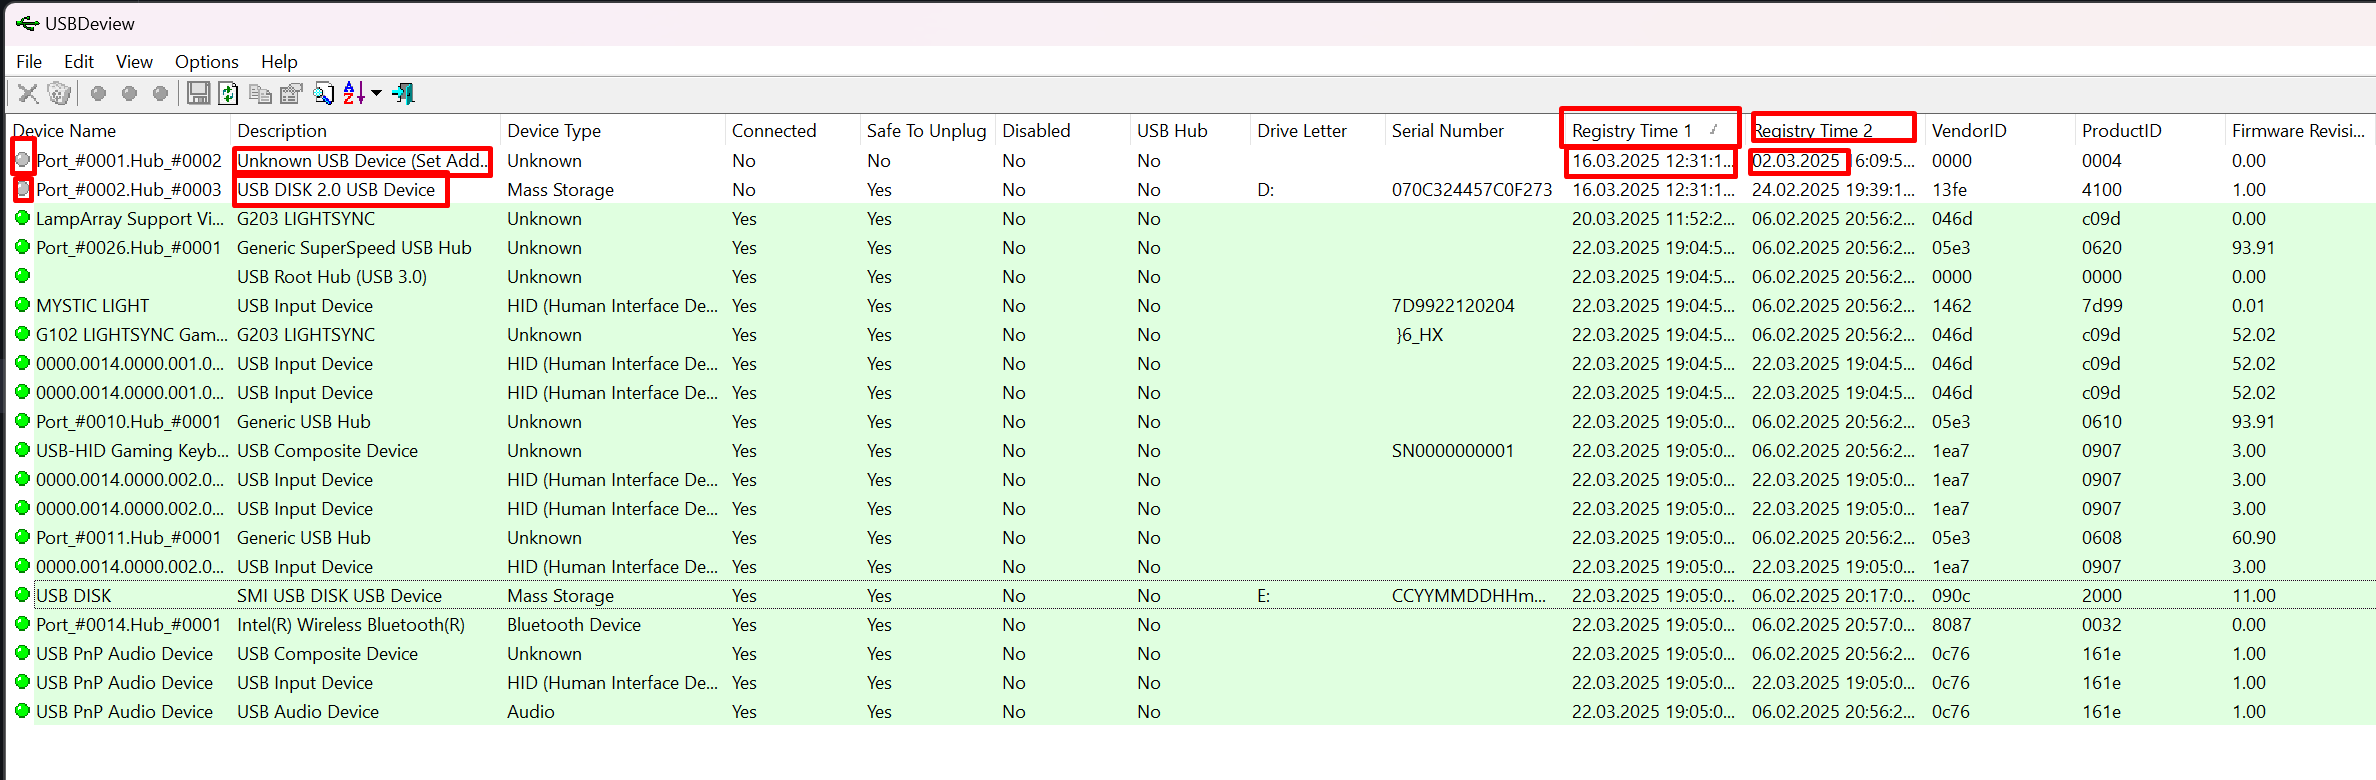 USBDeview
File Edit View Options Help
Device Name Description Device Type Connected Safe To Unplug Disabled USB Hub Drive Letter Serial Number Registry Time 1 Registry Time 2 VendorID ProductID Firmware Revisi...
Port_#0001.Hub_#0002 Unknown USB Device (Set Add... Unknown No No No No 16.03.2025 12:31:1... 02.03.2025 6:09:5... 0000 0004 0.00
Port_#0002.Hub_#0003 USB DISK 2.0 USB Device Mass Storage No Yes No No D: 070C324457C0F273 16.03.2025 12:31:1... 24.02.2025 19:39:1... 13fe 4100 1.00
LampArray Support Vi... G203 LIGHTSYNC Unknown Yes Yes No No 20.03.2025 11:52:2... 06.02.2025 20:56:2... 046d c09d 0.00
Port_#0026.Hub_#0001 Generic SuperSpeed USB Hub Unknown Yes Yes No No 22.03.2025 19:04:5... 06.02.2025 20:56:2... 05e3 0620 93.91
USB Root Hub (USB 3.0) Unknown Yes Yes No No 22.03.2025 19:04:5... 06.02.2025 20:56:2... 0000 0000 0.00
MYSTIC LIGHT USB Input Device HID (Human Interface De... Yes Yes No No 7D9922120204 22.03.2025 19:04:5... 06.02.2025 20:56:2... 1462 7d99 0.01
G102 LIGHTSYNC Gam... G203 LIGHTSYNC Unknown Yes Yes No No }6_HX 22.03.2025 19:04:5... 06.02.2025 20:56:2... 046d c09d 52.02
0000.0014.0000.001.0... USB Input Device HID (Human Interface De... Yes Yes No No 22.03.2025 19:04:5... 22.03.2025 19:04:5... 046d c09d 52.02
0000.0014.0000.001.0... USB Input Device HID (Human Interface De... Yes Yes No No 22.03.2025 19:04:5... 22.03.2025 19:04:5... 046d c09d 52.02
Port_#0010.Hub_#0001 Generic USB Hub Unknown Yes Yes No No 22.03.2025 19:05:0... 06.02.2025 20:56:2... 05e3 0610 93.91
USB-HID Gaming Keyb... USB Composite Device Unknown Yes Yes No No SN0000000001 22.03.2025 19:05:0... 06.02.2025 20:56:2... 1ea7 0907 3.00
0000.0014.0000.002.0... USB Input Device HID (Human Interface De... Yes Yes No No 22.03.2025 19:05:0... 22.03.2025 19:05:0... 1ea7 0907 3.00
0000.0014.0000.002.0... USB Input Device HID (Human Interface De... Yes Yes No No 22.03.2025 19:05:0... 22.03.2025 19:05:0... 1ea7 0907 3.00
Port_#0011.Hub_#0001 Generic USB Hub Unknown Yes Yes No No 22.03.2025 19:05:0... 06.02.2025 20:56:2... 05e3 0608 60.90
0000.0014.0000.002.0... USB Input Device HID (Human Interface De... Yes Yes No No 22.03.2025 19:05:0... 22.03.2025 19:05:0... 1ea7 0907 3.00
USB DISK SMI USB DISK USB Device Mass Storage Yes Yes No No E: CCYYMMDDHHm... 22.03.2025 19:05:0... 06.02.2025 20:17:0... 090c 2000 11.00
Port_#0014.Hub_#0001 Intel(R) Wireless Bluetooth(R) Bluetooth Device Yes Yes No No 22.03.2025 19:05:0... 06.02.2025 20:57:0... 8087 0032 0.00
USB PnP Audio Device USB Composite Device Unknown Yes Yes No No 22.03.2025 19:05:0... 06.02.2025 20:56:2... 0c76 161e 1.00
USB PnP Audio Device USB Input Device HID (Human Interface De... Yes Yes No No 22.03.2025 19:05:0... 22.03.2025 19:05:0... 0c76 161e 1.00
USB PnP Audio Device USB Audio Device Audio Yes Yes No No 22.03.2025 19:05:0... 06.02.2025 20:56:2... 0c76 161e 1.00